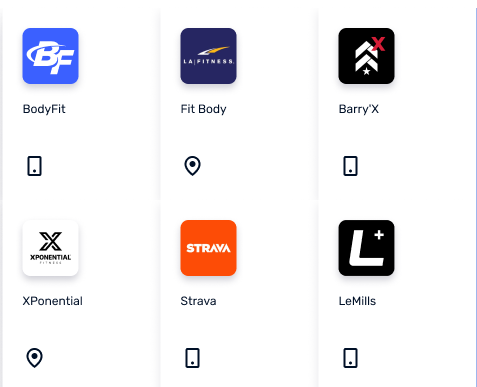 BF
LA|FITNESS.
X
BodyFit
Fit Body
Barry'X
XPONENTIAL
FITNESS
STRAVA
L+
XPonential
Strava
LeMills